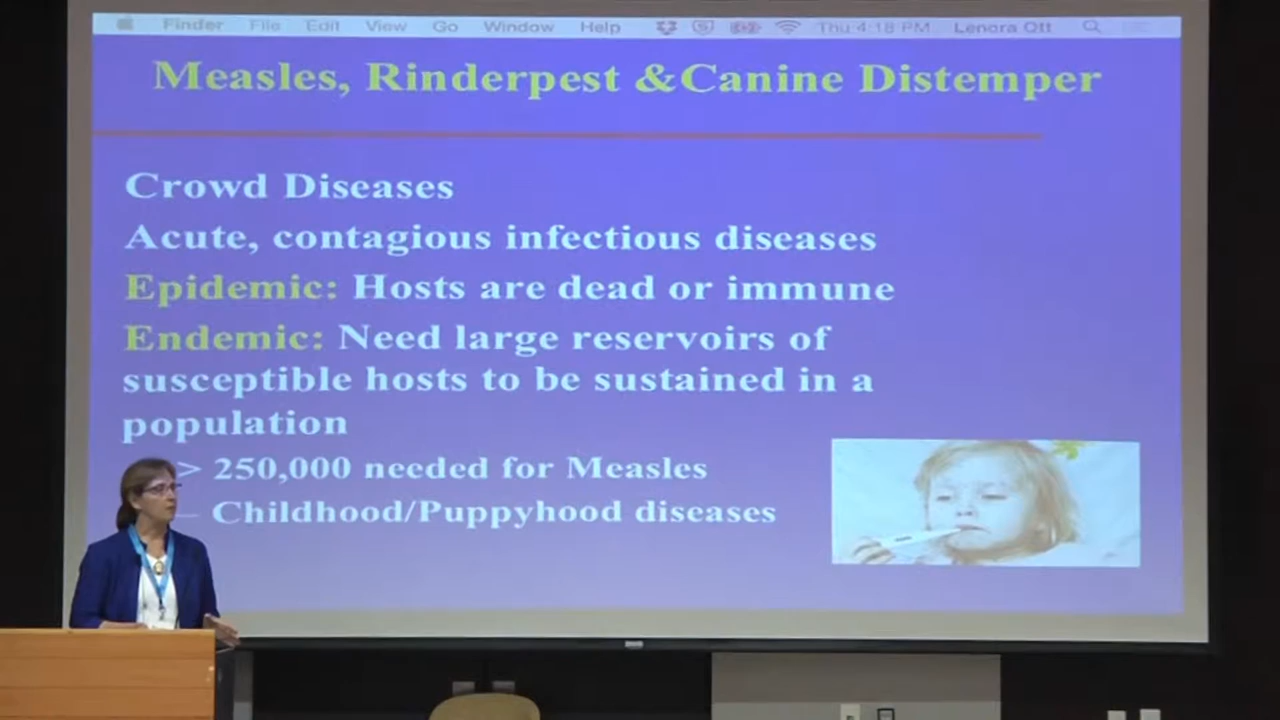 Finder File Edit View Go Window Help Thu 4:18 PM Lenora Ott
Measles, Rinderpest &Canine Distemper
Crowd Diseases
Acute, contagious infectious diseases
Epidemic: Hosts are dead or immune
Endemic: Need large reservoirs of
susceptible hosts to be sustained in a
population
> 250,000 needed for Measles
– Childhood/Puppyhood diseases